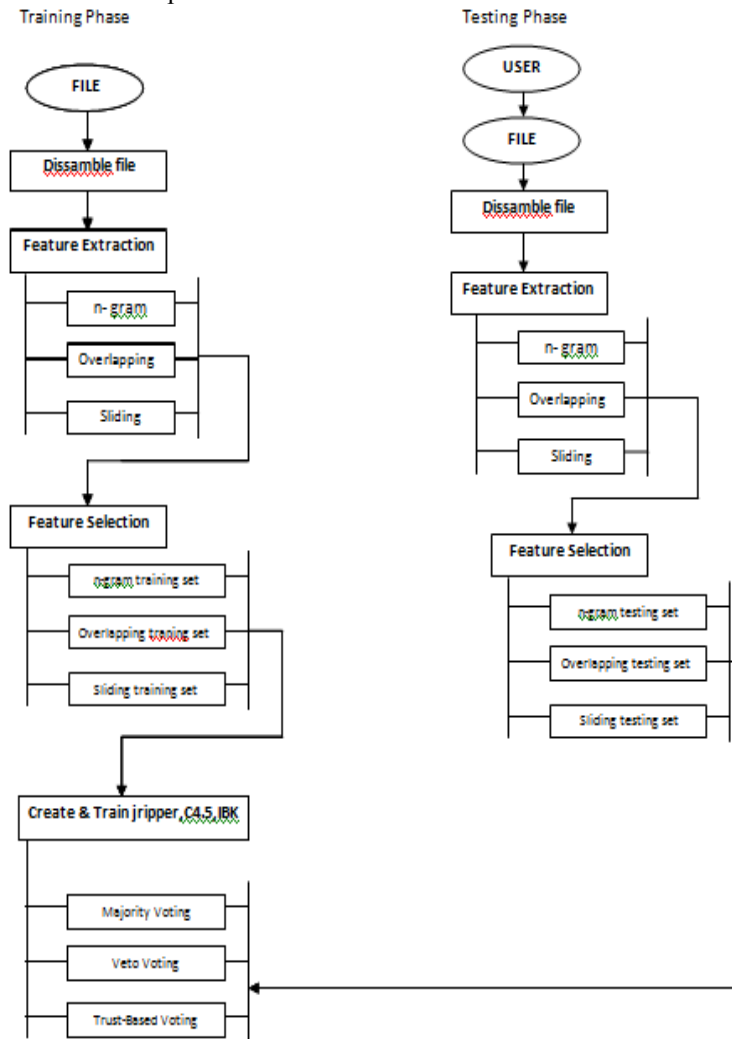 Training Phase
FILE
Dissamble file
Feature Extraction
n- gram
Overlapping
Sliding
Feature Selection
n-gram training set
Overlapping traning set
Sliding training set
Create & Train jripper,C4.5,IBK
Majority Voting
Veto Voting
Trust-Based Voting
Testing Phase
USER
FILE
Dissamble file
Feature Extraction
n- gram
Overlapping
Sliding
Feature Selection
n-gram testing set
Overlapping testing set
Sliding testing set